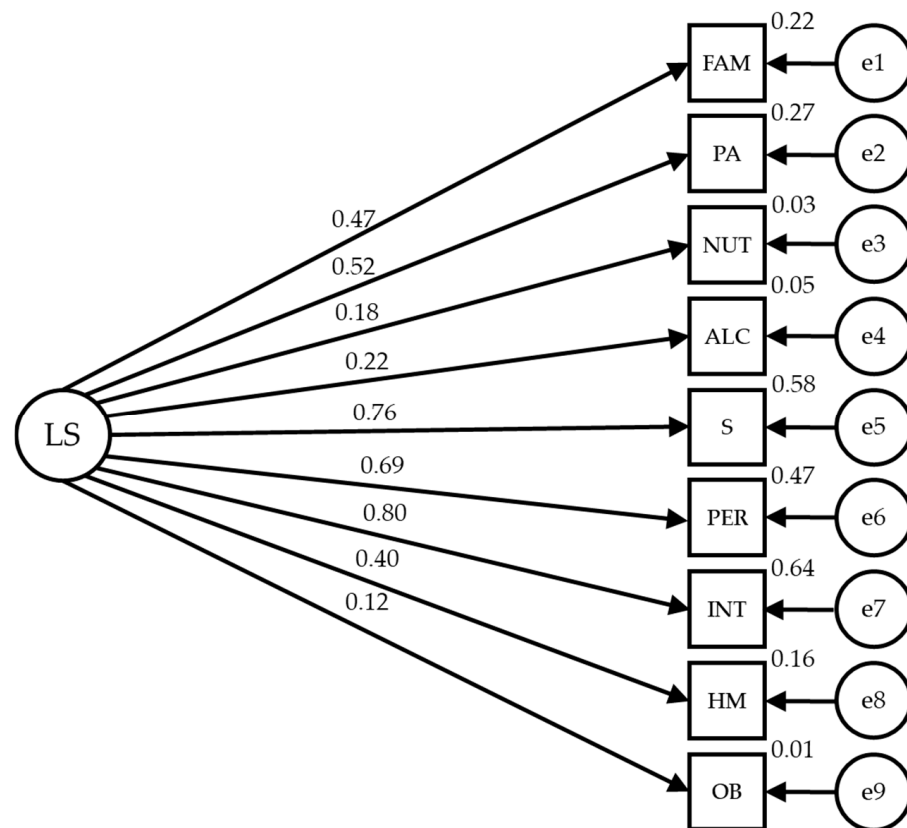 0.22
FAM
e1
0.27
PA
e2
0.47
0.03
NUT
e3
0.52
0.18
0.05
ALC
e4
0.22
0.58
LS
0.76
S
e5
0.69
0.47
PER
e6
0.80
0.40
0.64
INT
e7
0.12
0.16
HM
e8
0.01
OB
e9